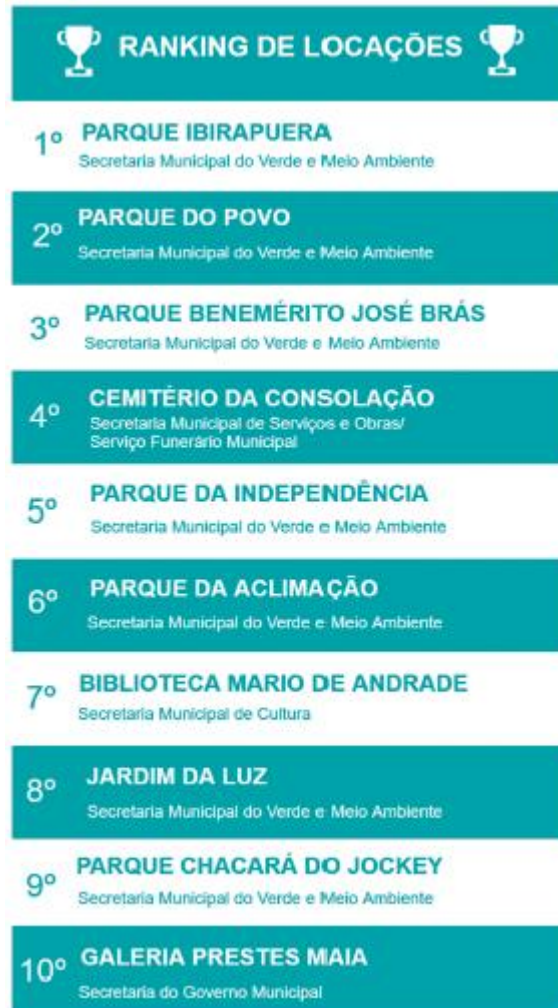 RANKING DE LOCAÇÕES
1º PARQUE IBIRAPUERA
Secretaria Municipal do Verde e Meio Ambiente
2º PARQUE DO POVO
Secretaria Municipal do Verde e Meio Ambiente
3º PARQUE BENEMÉRITO JOSÉ BRÁS
Secretaria Municipal do Verde e Meio Ambiente
4º CEMITÉRIO DA CONSOLAÇÃO
Secretaria Municipal de Serviços e Obras/
Serviço Funerário Municipal
5º PARQUE DA INDEPENDÊNCIA
Secretaria Municipal do Verde e Meio Ambiente
6º PARQUE DA ACLIMAÇÃO
Secretaria Municipal do Verde e Meio Ambiente
7º BIBLIOTECA MARIO DE ANDRADE
Secretaria Municipal de Cultura
8º JARDIM DA LUZ
Secretaria Municipal do Verde e Meio Ambiente
9º PARQUE CHACARÁ DO JOCKEY
Secretaria Municipal do Verde e Meio Ambiente
10º GALERIA PRESTES MAIA
Secretaria do Governo Municipal